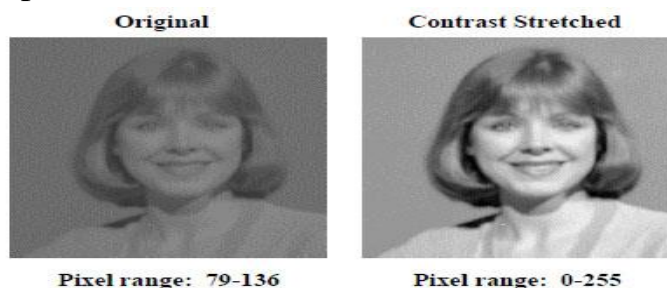 Original
Contrast Stretched
Pixel range: 79-136
Pixel range: 0-255